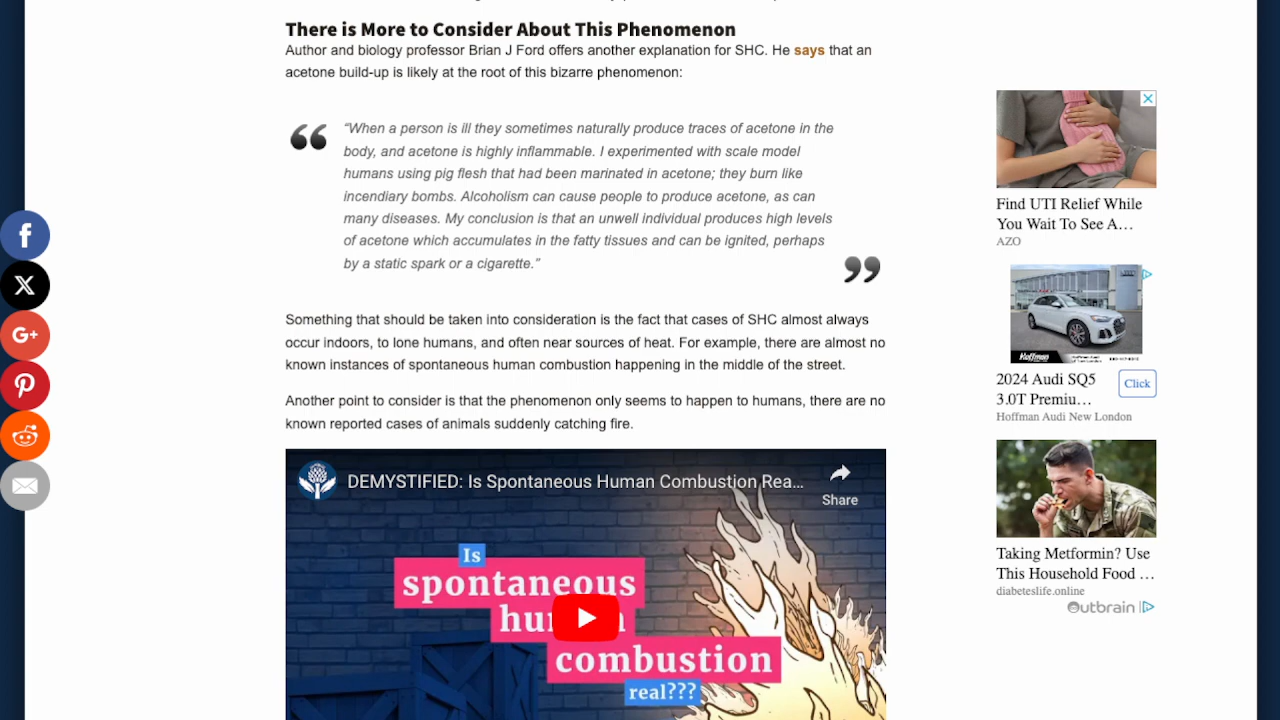 There is More to Consider About This Phenomenon
Author and biology professor Brian J Ford offers another explanation for SHC. He says that an
acetone build-up is likely at the root of this bizarre phenomenon:
“When a person is ill they sometimes naturally produce traces of acetone in the
body, and acetone is highly inflammable. I experimented with scale model
humans using pig flesh that had been marinated in acetone; they burn like
incendiary bombs. Alcoholism can cause people to produce acetone, as can
many diseases. My conclusion is that an unwell individual produces high levels
of acetone which accumulates in the fatty tissues and can be ignited, perhaps
by a static spark or a cigarette.”
Something that should be taken into consideration is the fact that cases of SHC almost always
occur indoors, to lone humans, and often near sources of heat. For example, there are almost no
known instances of spontaneous human combustion happening in the middle of the street.
Another point to consider is that the phenomenon only seems to happen to humans, there are no
known reported cases of animals suddenly catching fire.
DEMYSTIFIED: Is Spontaneous Human Combustion Rea...
Share
Is
spontaneous
combustion
real???
Find UTI Relief While
You Wait To See A...
AZO
Hoffman
2024 Audi SQ5
3.0T Premiu...
Click
Hoffman Audi New London
Taking Metformin? Use
This Household Food ...
diabeteslife.online
Outbrain